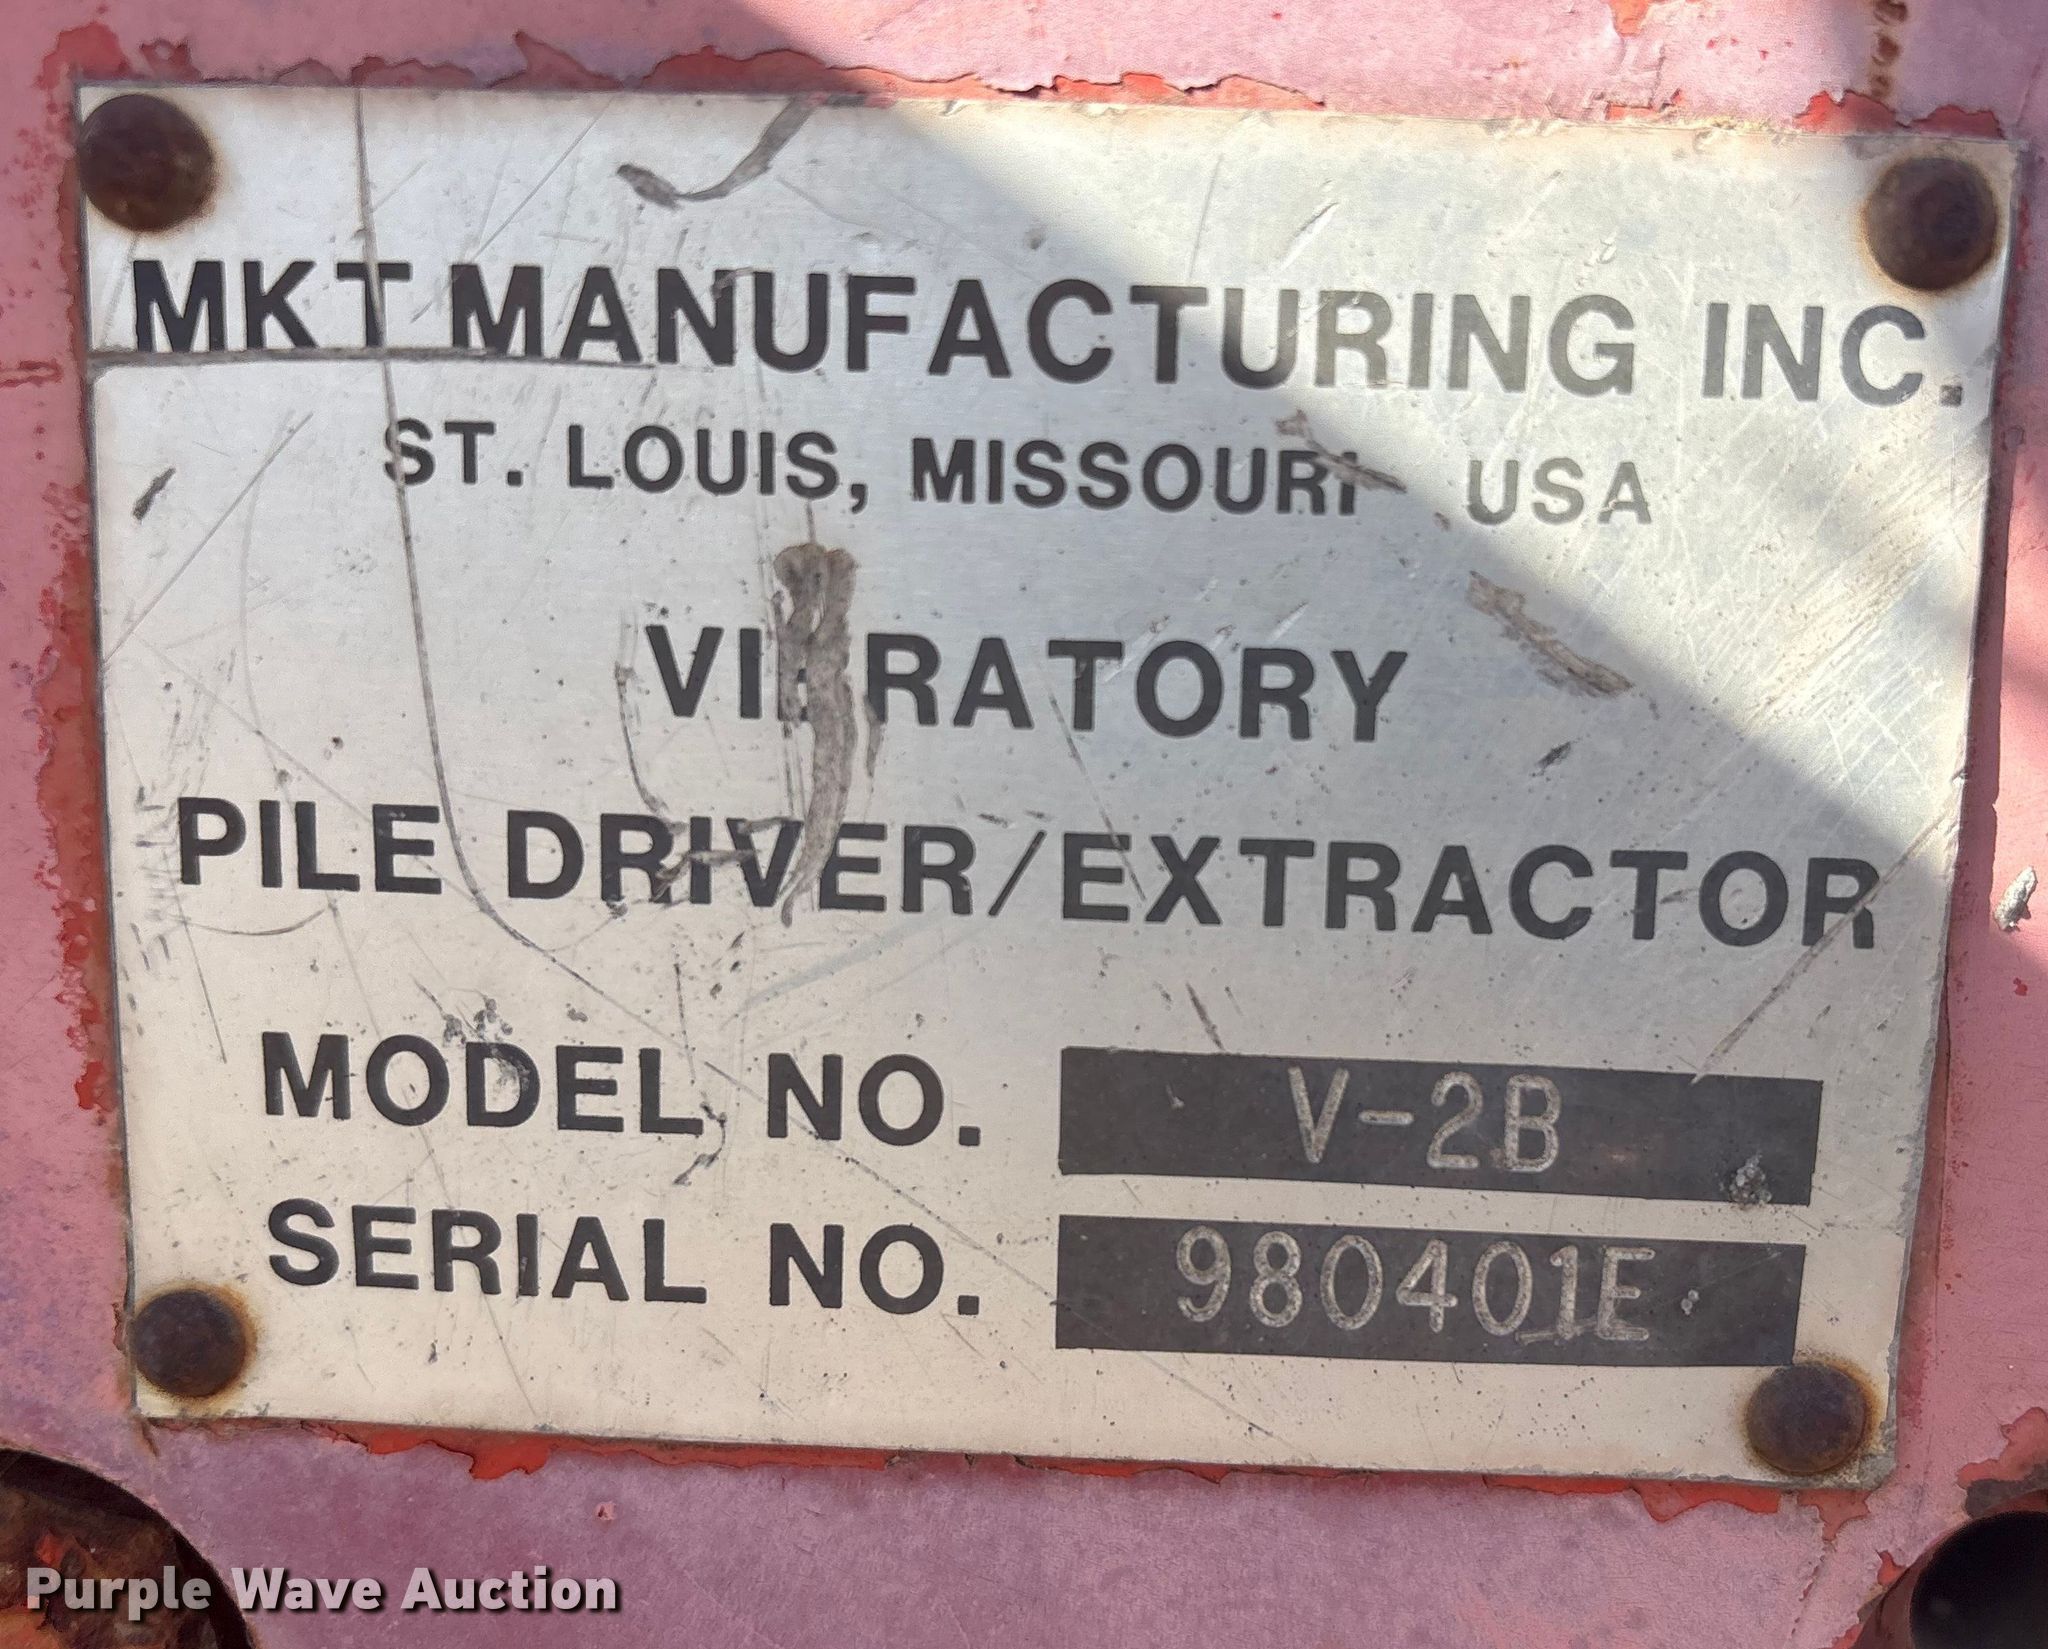 MKT MANUFACTURING INC.
ST. LOUIS, MISSOURI USA
VIBRATORY
PILE DRIVER/EXTRACTOR
MODEL NO. V-2B
SERIAL NO. 980401E
Purple Wave Auction